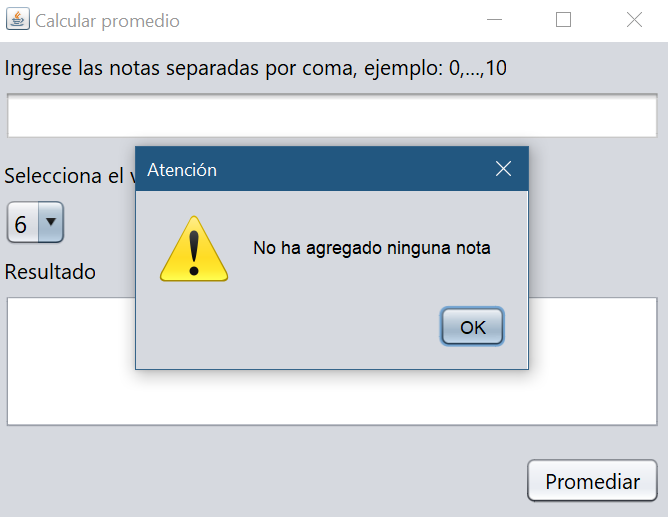 Calcular promedio
Ingrese las notas separadas por coma, ejemplo: 0,...,10
Atención
Selecciona el
6
No ha agregado ninguna nota
Resultado
OK
Promediar